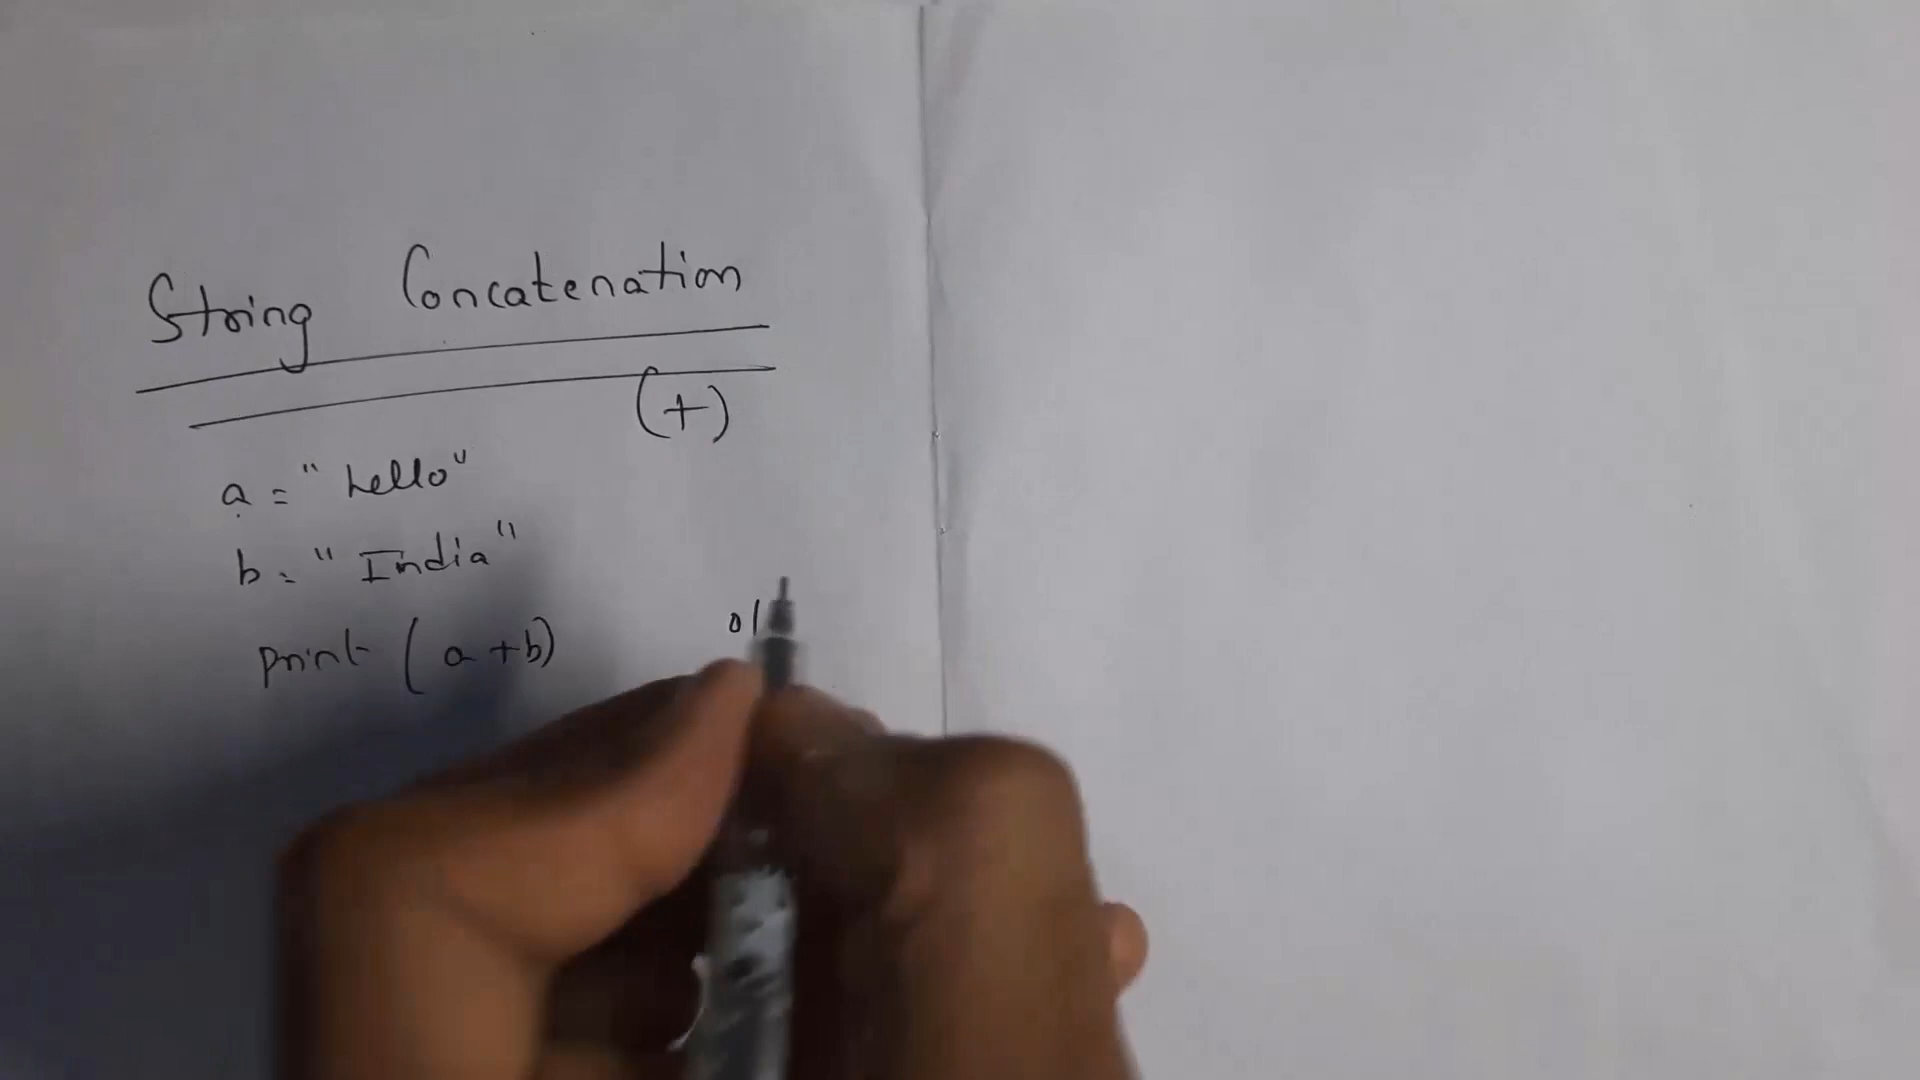 String Concatenation
(+)
a = "hello"
b = "India"
print (a+b)
o/